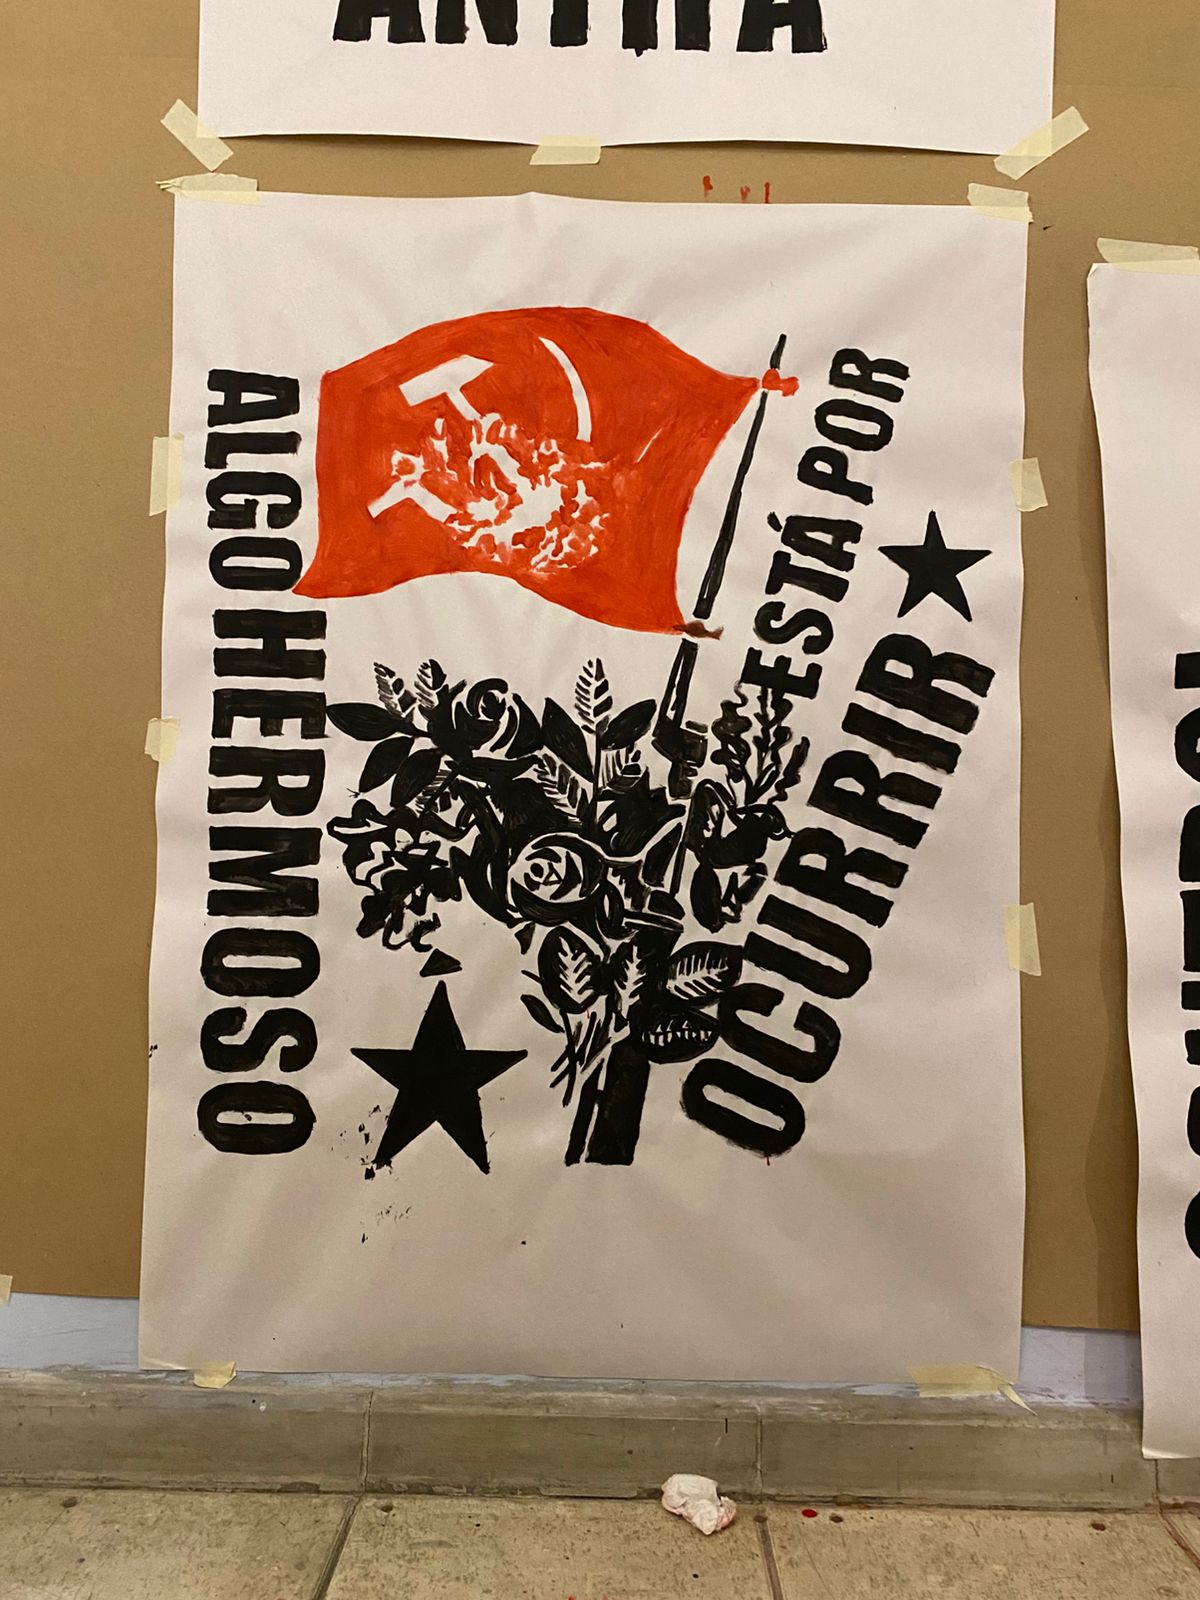 ANTIFA
ALGO HERMOSO
ESTÁ POR
OCURRIR